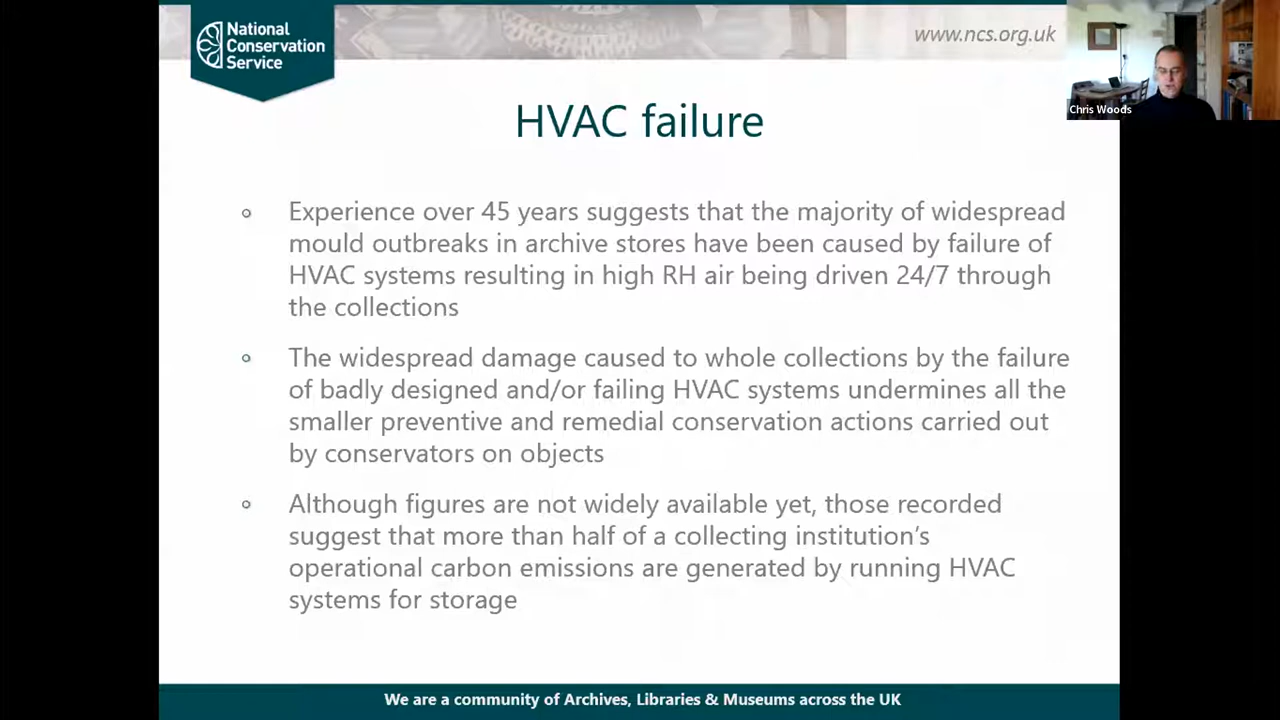 National
Conservation
Service
www.ncs.org.uk
Chris Woods
HVAC failure
Experience over 45 years suggests that the majority of widespread
mould outbreaks in archive stores have been caused by failure of
HVAC systems resulting in high RH air being driven 24/7 through
the collections
The widespread damage caused to whole collections by the failure
of badly designed and/or failing HVAC systems undermines all the
smaller preventive and remedial conservation actions carried out
by conservators on objects
Although figures are not widely available yet, those recorded
suggest that more than half of a collecting institution's
operational carbon emissions are generated by running HVAC
systems for storage
We are a community of Archives, Libraries & Museums across the UK